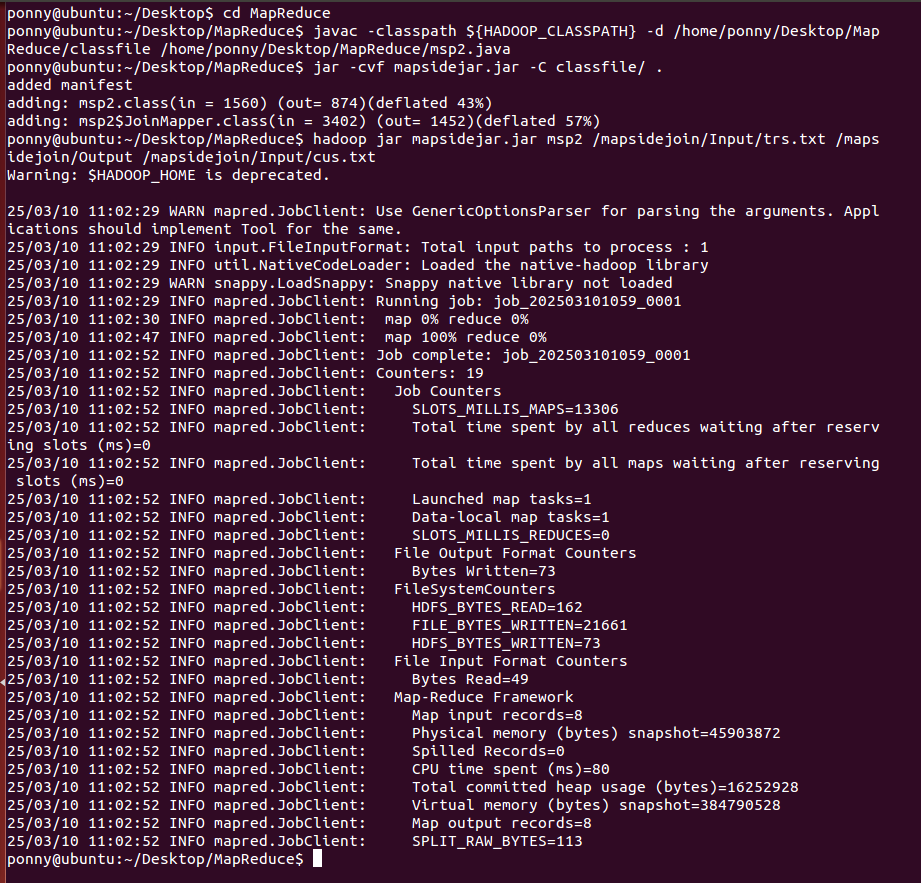 ponny@ubuntu:~/Desktop$ cd MapReduce
ponny@ubuntu:~/Desktop/MapReduce$ javac -classpath ${HADOOP_CLASSPATH} -d /home/ponny/Desktop/Map
Reduce/classfile /home/ponny/Desktop/MapReduce/msp2.java
ponny@ubuntu:~/Desktop/MapReduce$ jar -cvf mapsidejar.jar -C classfile/ .
added manifest
adding: msp2.class(in = 1560) (out= 874)(deflated 43%)
adding: msp2$JoinMapper.class(in = 3402) (out= 1452)(deflated 57%)
ponny@ubuntu:~/Desktop/MapReduce$ hadoop jar mapsidejar.jar msp2 /mapsidejoin/Input/trs.txt /maps
idejoin/Output /mapsidejoin/Input/cus.txt
Warning: $HADOOP_HOME is deprecated.

25/03/10 11:02:29 WARN mapred.JobClient: Use GenericOptionsParser for parsing the arguments. Appl
ications should implement Tool for the same.
25/03/10 11:02:29 INFO input.FileInputFormat: Total input paths to process : 1
25/03/10 11:02:29 INFO util.NativeCodeLoader: Loaded the native-hadoop library
25/03/10 11:02:29 WARN snappy.LoadSnappy: Snappy native library not loaded
25/03/10 11:02:29 INFO mapred.JobClient: Running job: job_202503101059_0001
25/03/10 11:02:30 INFO mapred.JobClient:  map 0% reduce 0%
25/03/10 11:02:47 INFO mapred.JobClient:  map 100% reduce 0%
25/03/10 11:02:52 INFO mapred.JobClient: Job complete: job_202503101059_0001
25/03/10 11:02:52 INFO mapred.JobClient: Counters: 19
25/03/10 11:02:52 INFO mapred.JobClient:   Job Counters
25/03/10 11:02:52 INFO mapred.JobClient:     SLOTS_MILLIS_MAPS=13306
25/03/10 11:02:52 INFO mapred.JobClient:     Total time spent by all reduces waiting after reserv
ing slots (ms)=0
25/03/10 11:02:52 INFO mapred.JobClient:     Total time spent by all maps waiting after reserving
 slots (ms)=0
25/03/10 11:02:52 INFO mapred.JobClient:     Launched map tasks=1
25/03/10 11:02:52 INFO mapred.JobClient:     Data-local map tasks=1
25/03/10 11:02:52 INFO mapred.JobClient:     SLOTS_MILLIS_REDUCES=0
25/03/10 11:02:52 INFO mapred.JobClient:   File Output Format Counters
25/03/10 11:02:52 INFO mapred.JobClient:     Bytes Written=73
25/03/10 11:02:52 INFO mapred.JobClient:   FileSystemCounters
25/03/10 11:02:52 INFO mapred.JobClient:     HDFS_BYTES_READ=162
25/03/10 11:02:52 INFO mapred.JobClient:     FILE_BYTES_WRITTEN=21661
25/03/10 11:02:52 INFO mapred.JobClient:     HDFS_BYTES_WRITTEN=73
25/03/10 11:02:52 INFO mapred.JobClient:   File Input Format Counters
25/03/10 11:02:52 INFO mapred.JobClient:     Bytes Read=49
25/03/10 11:02:52 INFO mapred.JobClient:   Map-Reduce Framework
25/03/10 11:02:52 INFO mapred.JobClient:     Map input records=8
25/03/10 11:02:52 INFO mapred.JobClient:     Physical memory (bytes) snapshot=45903872
25/03/10 11:02:52 INFO mapred.JobClient:     Spilled Records=0
25/03/10 11:02:52 INFO mapred.JobClient:     CPU time spent (ms)=80
25/03/10 11:02:52 INFO mapred.JobClient:     Total committed heap usage (bytes)=16252928
25/03/10 11:02:52 INFO mapred.JobClient:     Virtual memory (bytes) snapshot=384790528
25/03/10 11:02:52 INFO mapred.JobClient:     Map output records=8
25/03/10 11:02:52 INFO mapred.JobClient:     SPLIT_RAW_BYTES=113
ponny@ubuntu:~/Desktop/MapReduce$